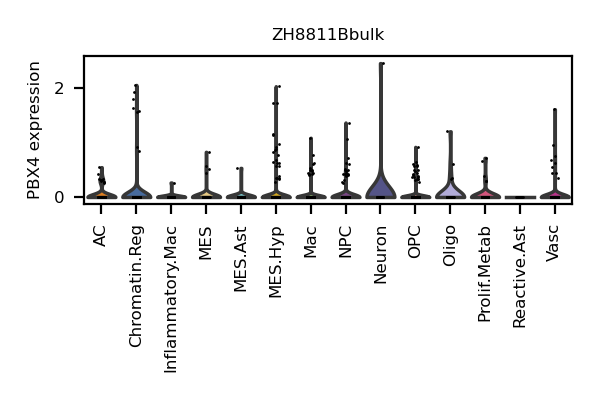 ZH8811Bbulk
PBX4 expression
2
0
AC
Chromatin.Reg
Inflammatory.Mac
MES
MES.Ast
MES.Hyp
Mac
NPC
Neuron
OPC
Oligo
Prolif.Metab
Reactive.Ast
Vasc